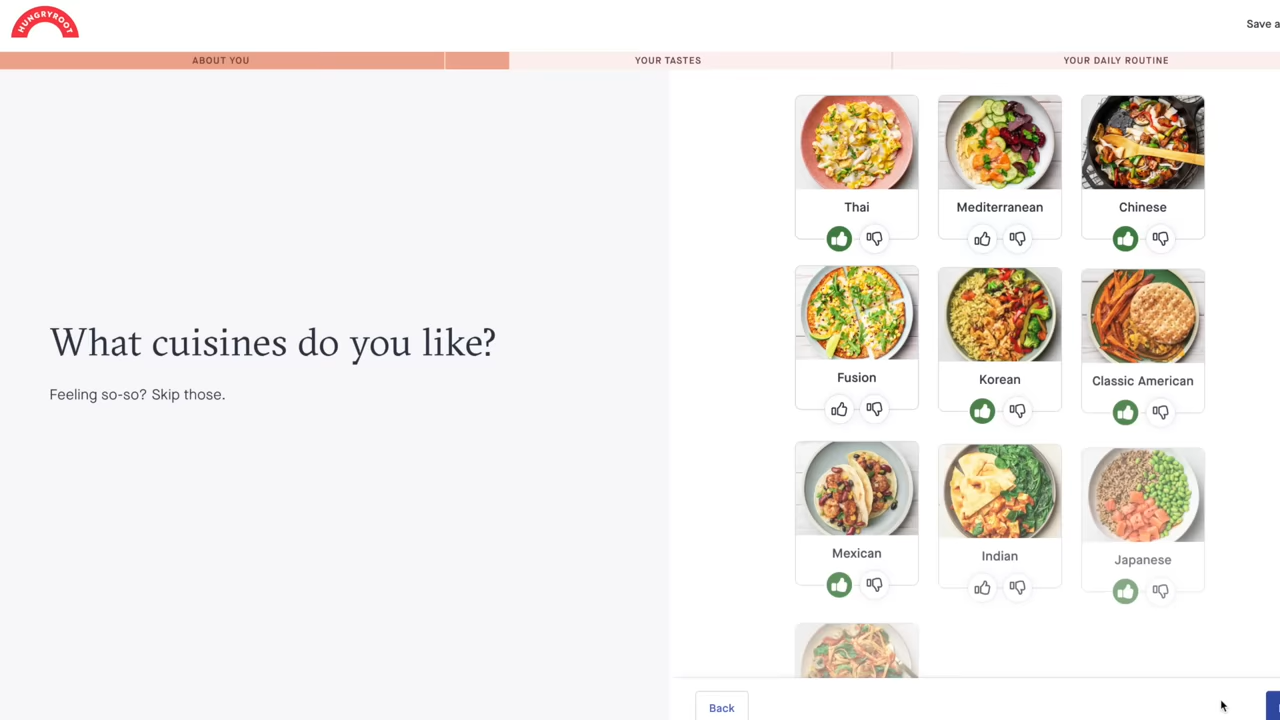 HUNGRYROOT
Save a
ABOUT YOU
YOUR TASTES
YOUR DAILY ROUTINE
What cuisines do you like?
Feeling so-so? Skip those.
Thai
Mediterranean
Chinese
Fusion
Korean
Classic American
Mexican
Indian
Japanese
Back